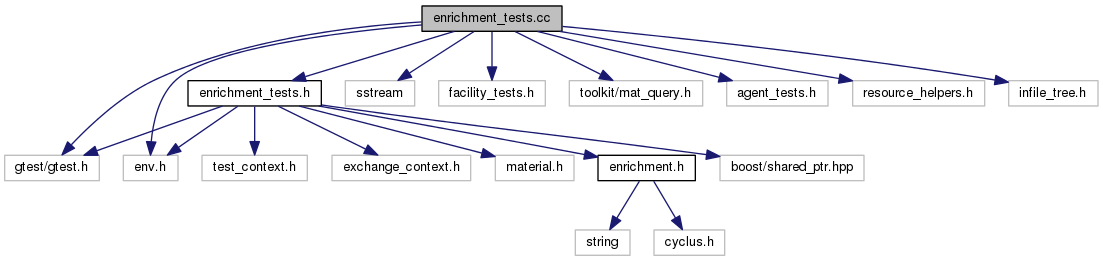 enrichment_tests.cc
enrichment_tests.h
sstream
facility_tests.h
toolkit/mat_query.h
agent_tests.h
resource_helpers.h
infile_tree.h
gtest/gtest.h
env.h
test_context.h
exchange_context.h
material.h
enrichment.h
boost/shared_ptr.hpp
string
cyclus.h